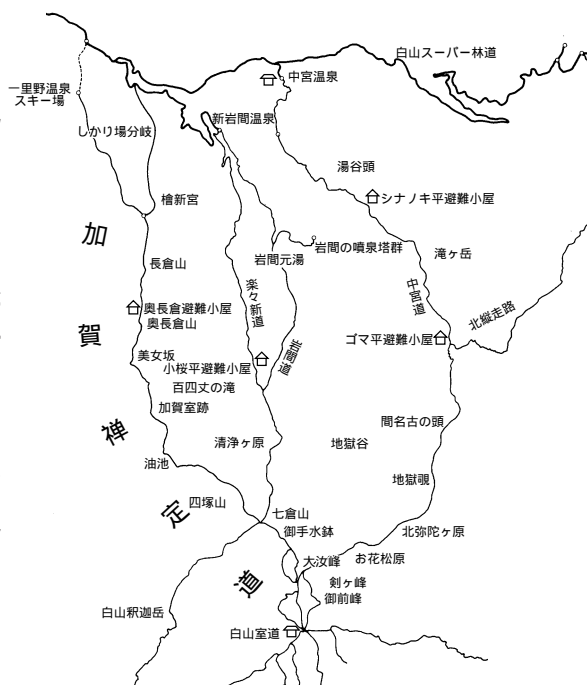 白山スーパー林道
中宮温泉
一里野温泉
スキー場
新岩間温泉
しかり場分岐
湯谷頭
シナノキ平避難小屋
檜新宮
加賀禅定道
岩間の噴泉塔群
滝ヶ岳
岩間元湯
長倉山
楽々新道
中宮道
北縦走路
奥長倉避難小屋
奥長倉山
ゴマ平避難小屋
岩間道
美女坂
小桜平避難小屋
百四丈の滝
加賀室跡
間名古の頭
清浄ヶ原
地獄谷
油池
地獄覗
四塚山
七倉山
御手水鉢
北弥陀ヶ原
お花松原
大汝峰
剣ヶ峰
御前峰
白山釈迦岳
白山室道